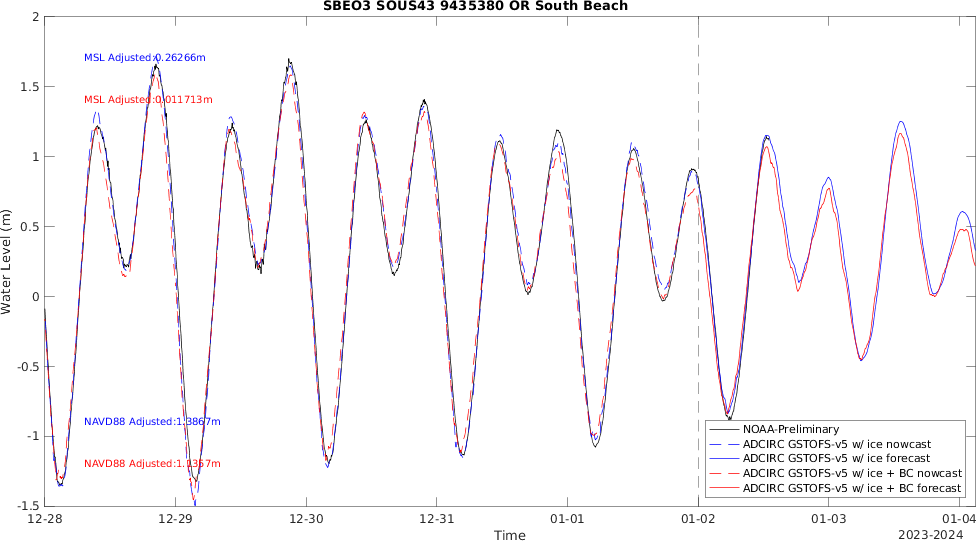 SBEO3 SOUS43 9435380 OR South Beach
2
1.5
1
0.5
0
-0.5
-1
-1.5
Water Level (m)
MSL Adjusted:0.26266m
MSL Adjusted:0.011713m
NAVD88 Adjusted:1.3867m
NAVD88 Adjusted:1.1357m
NOAA-Preliminary
ADCIRC GSTOFS-v5 w/ ice nowcast
ADCIRC GSTOFS-v5 w/ ice forecast
ADCIRC GSTOFS-v5 w/ ice + BC nowcast
ADCIRC GSTOFS-v5 w/ ice + BC forecast
12-28 12-29 12-30 12-31 01-01 01-02 01-03 01-04
Time
2023-2024